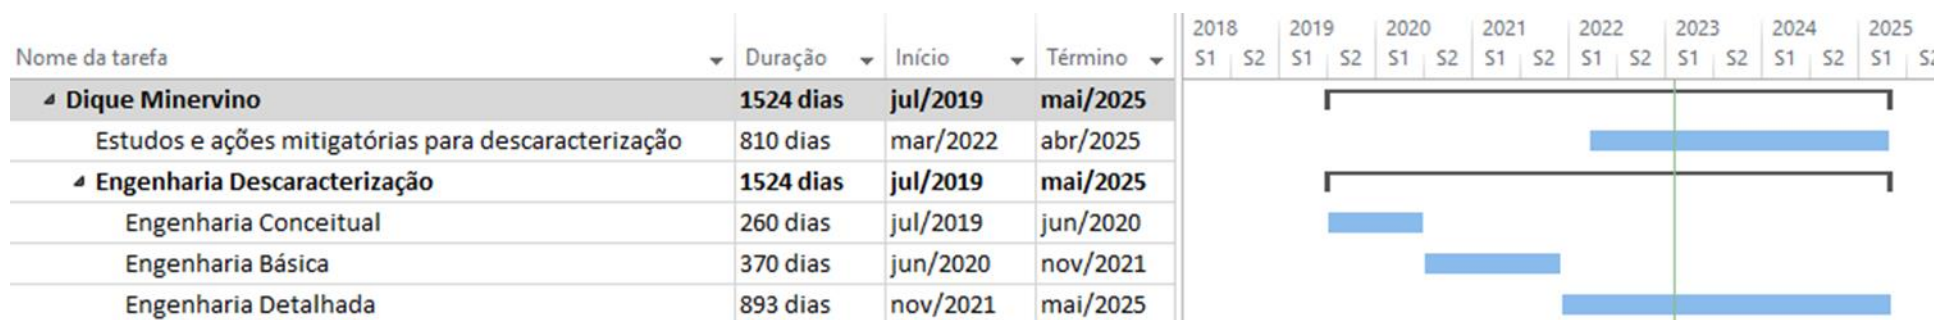 2018 2019 2020 2021 2022 2023 2024 2025
Nome da tarefa Duração Início Término S1 S2 S1 S2 S1 S2 S1 S2 S1 S2 S1 S2 S1 S2 S1
Dique Minervino 1524 dias jul/2019 mai/2025
Estudos e ações mitigatórias para descaracterização 810 dias mar/2022 abr/2025
Engenharia Descaracterização 1524 dias jul/2019 mai/2025
Engenharia Conceitual 260 dias jul/2019 jun/2020
Engenharia Básica 370 dias jun/2020 nov/2021
Engenharia Detalhada 893 dias nov/2021 mai/2025